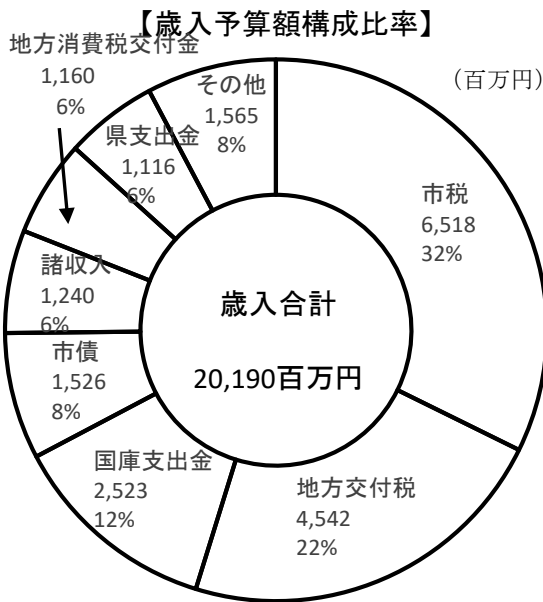 【歳入予算額構成比率】
(百万円)
市税
6,518
32%
地方交付税
4,542
22%
国庫支出金
2,523
12%
市債
1,526
8%
諸収入
1,240
6%
地方消費税交付金
1,160
6%
県支出金
1,116
6%
その他
1,565
8%
歳入合計
20,190百万円